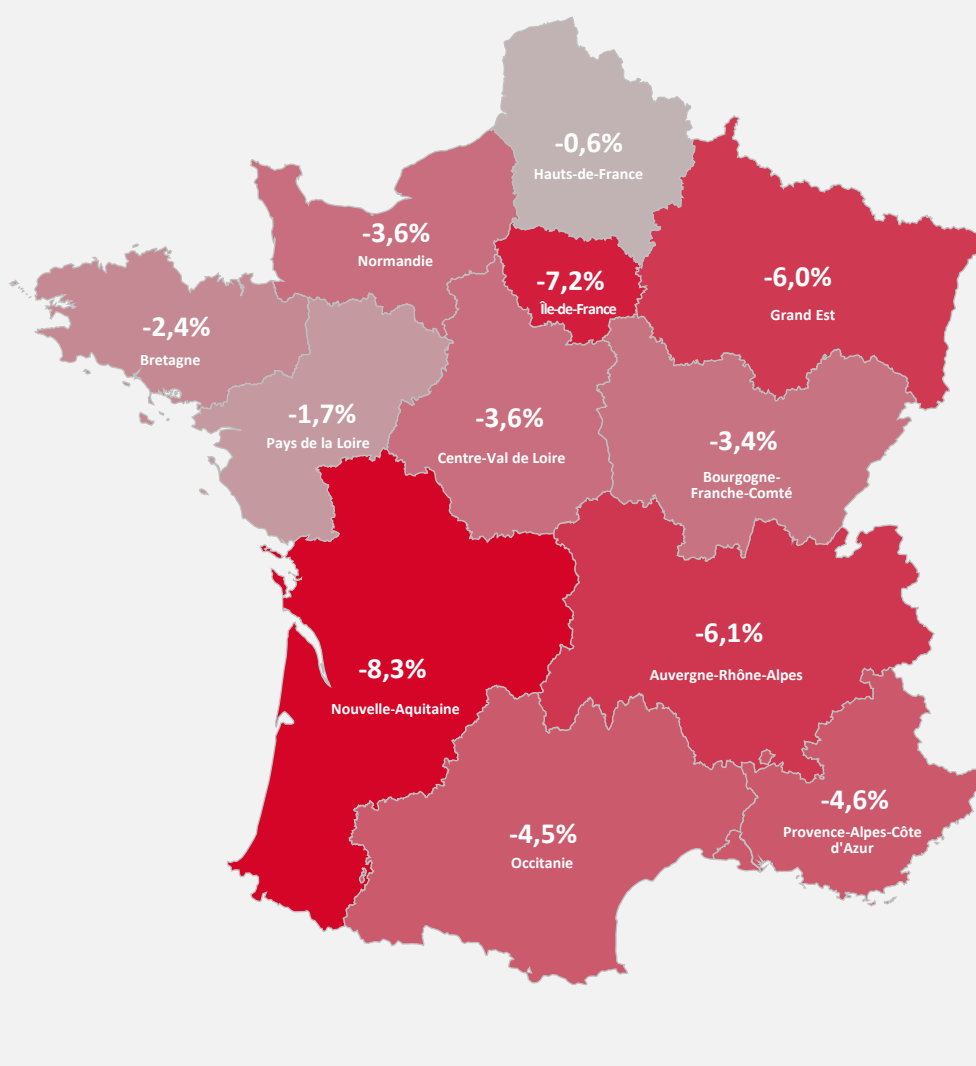 -0,6%
Hauts-de-France
-3,6%
Normandie
-7,2%
Île-de-France
-6,0%
Grand Est
-2,4%
Bretagne
-1,7%
Pays de la Loire
-3,6%
Centre-Val de Loire
-3,4%
Bourgogne-
Franche-Comté
-8,3%
Nouvelle-Aquitaine
-6,1%
Auvergne-Rhône-Alpes
-4,5%
Occitanie
-4,6%
Provence-Alpes-Côte
d'Azur